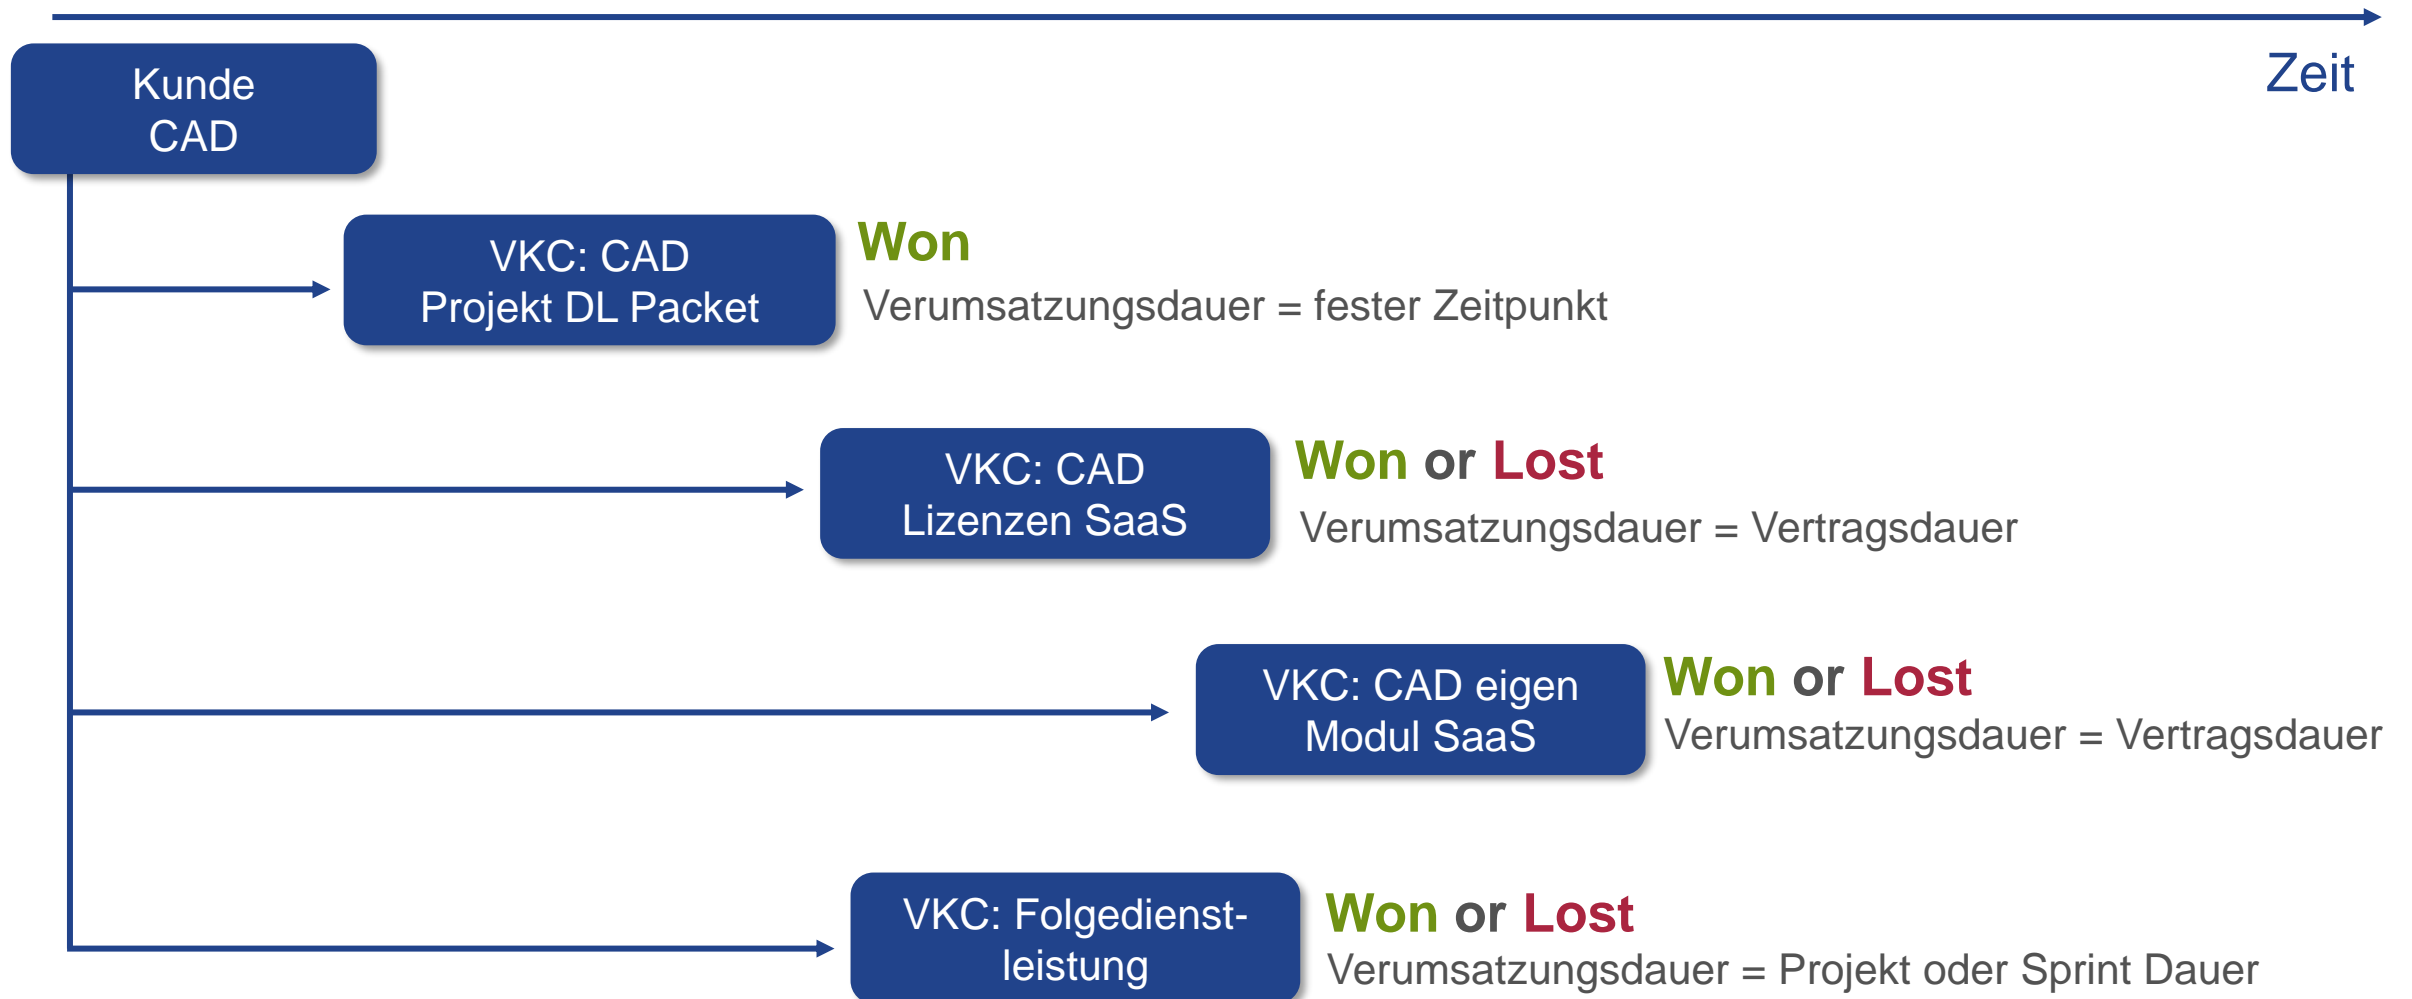 Zeit
Kunde
CAD
VKC: CAD
Projekt DL Packet
Won
Verumsatzungsdauer = fester Zeitpunkt
VKC: CAD
Lizenzen SaaS
Won or Lost
Verumsatzungsdauer = Vertragsdauer
VKC: CAD eigen
Modul SaaS
Won or Lost
Verumsatzungsdauer = Vertragsdauer
VKC: Folgedienst-
leistung
Won or Lost
Verumsatzungsdauer = Projekt oder Sprint Dauer